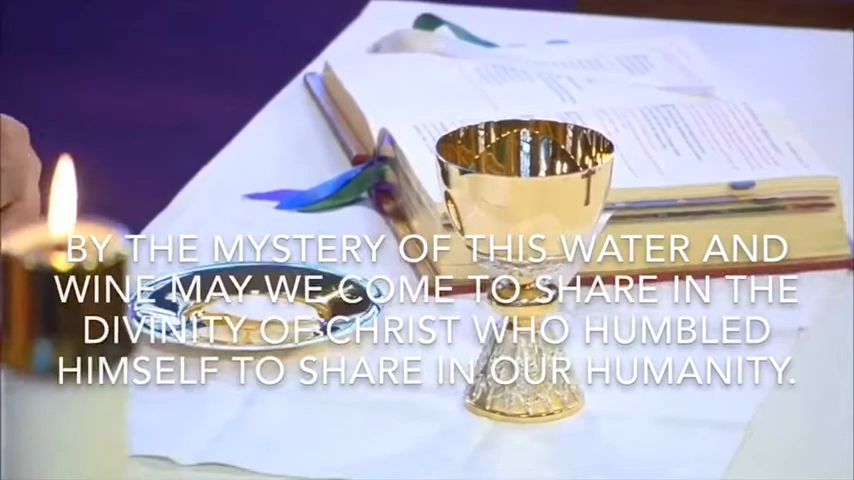 BY THE MYSTERY OF THIS WATER AND
WINE MAY WE COME TO SHARE IN THE
DIVINITY OF CHRIST WHO HUMBLED
HIMSELF TO SHARE IN OUR HUMANITY.